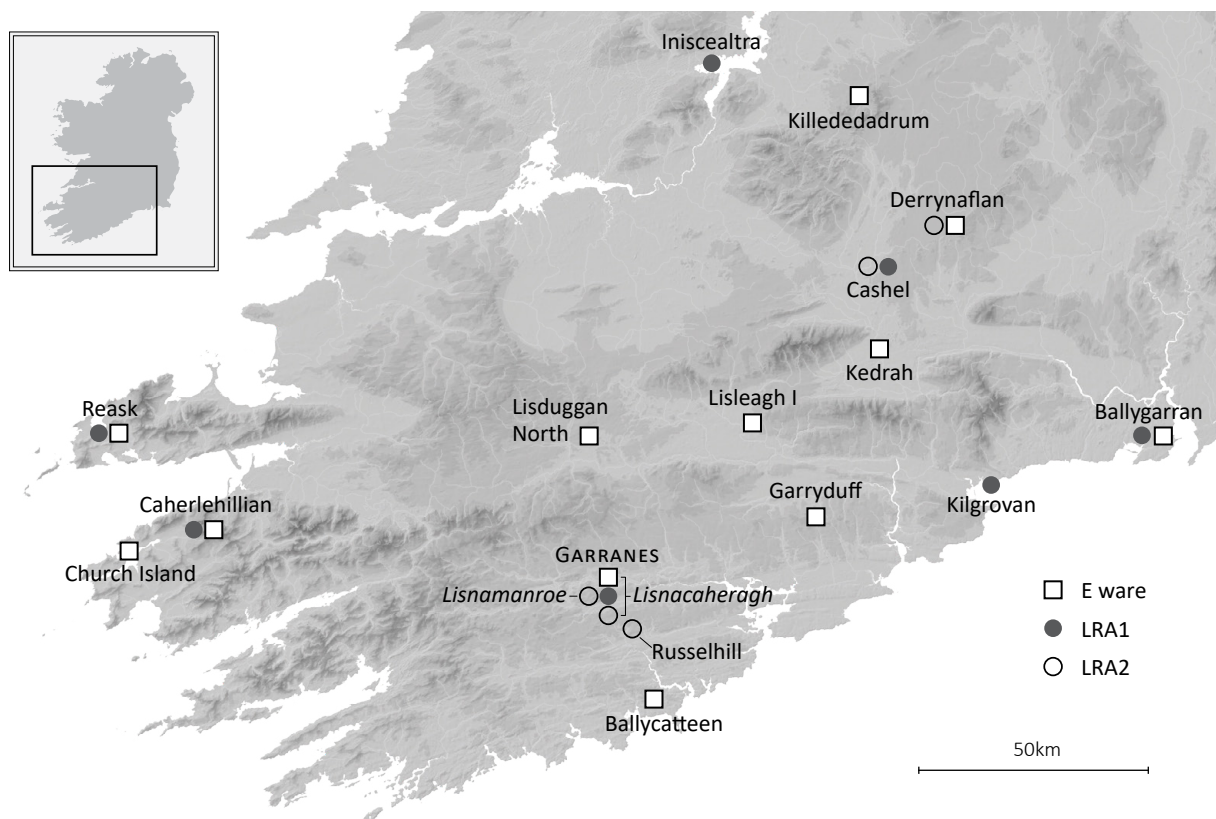 Iniscealtra
Killededadrum
Derrynaflan
Cashel
Kedrah
Reask
Lisduggan
North
Lisleagh I
Ballygarran
Caherlehillian
Garryduff
Kilgrovan
Church Island
GARRANES
Lisnamanroe
Lisnacaheragh
E ware
LRA1
Russelhill
LRA2
Ballycatteen
50km